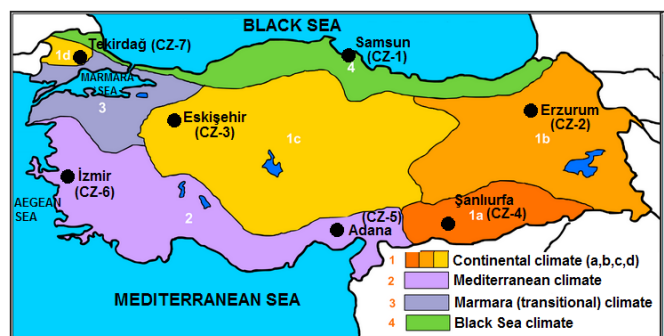 BLACK SEA
Tekirdağ (CZ-7)
1d
Samsun
(CZ-1)
4
MARMARA
SEA
3
Eskişehir
(CZ-3)
1c
Erzurum
(CZ-2)
1b
İzmir
(CZ-6)
AEGEAN
SEA
2
(CZ-5)
Adana
Şanlıurfa
1a (CZ-4)
MEDITERRANEAN SEA
1 Continental climate (a,b,c,d)
2 Mediterranean climate
3 Marmara (transitional) climate
4 Black Sea climate